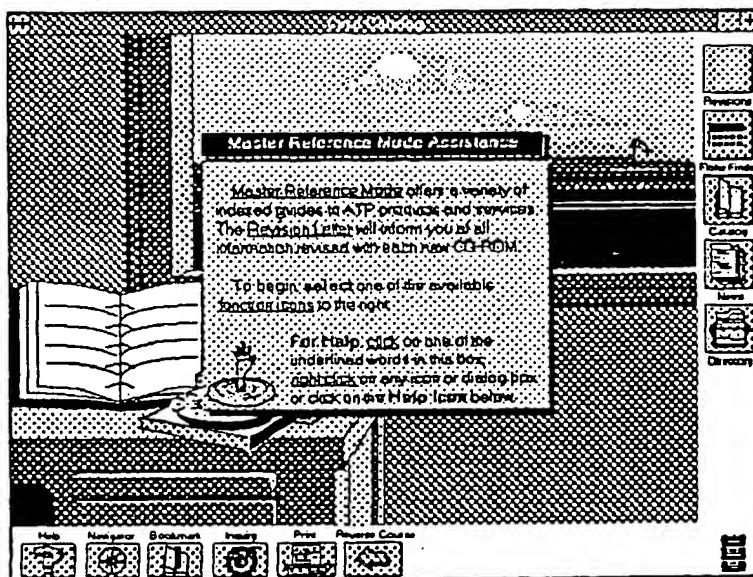 Catalog
Revisions
Master Reference Mode Assistance
Master Reference Mode offers a variety of
indexed guides to ATP products and services.
The Revision Letter will inform you of all
information revised with each new CD-ROM.
Catalog
News
To begin, select one of the available
function icons to the right.
Directory
For Help, click on one of the
underlined words in this box,
right click on any icon or dialog box
or click on the Help Icon below.
Help Navigator Bookmark Inquiry Print Reverse Course